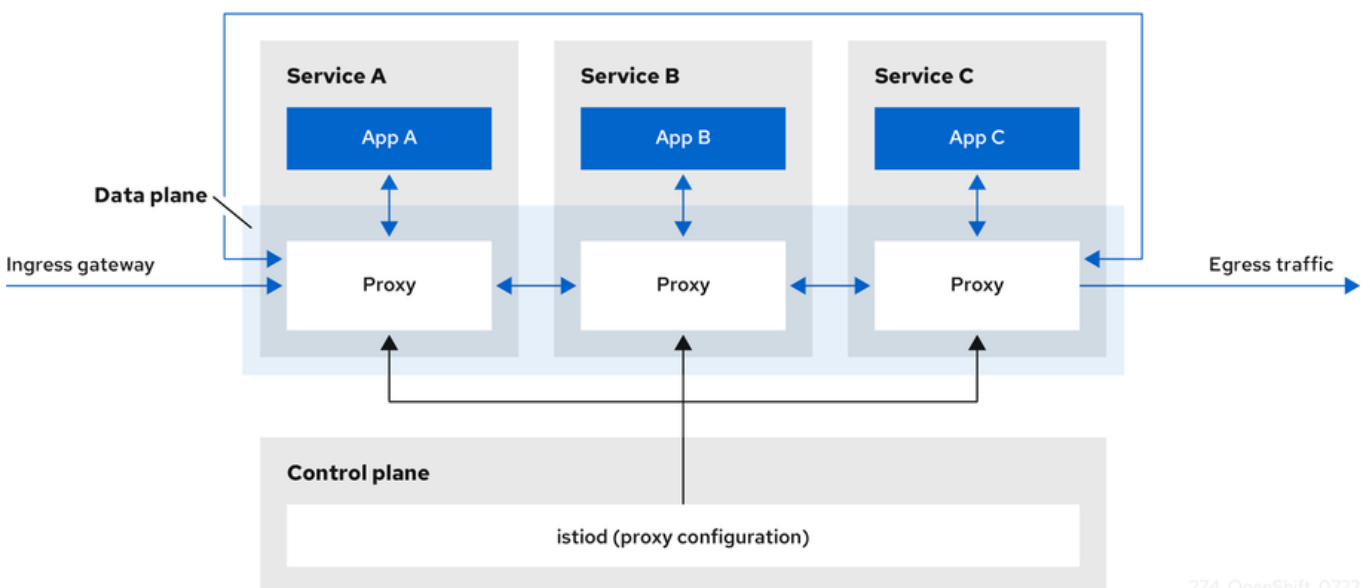 Service A
Service B
Service C
App A
App B
App C
Data plane
Ingress gateway
Proxy
Proxy
Proxy
Egress traffic
Control plane
istiod (proxy configuration)
274_OpenShift_0722